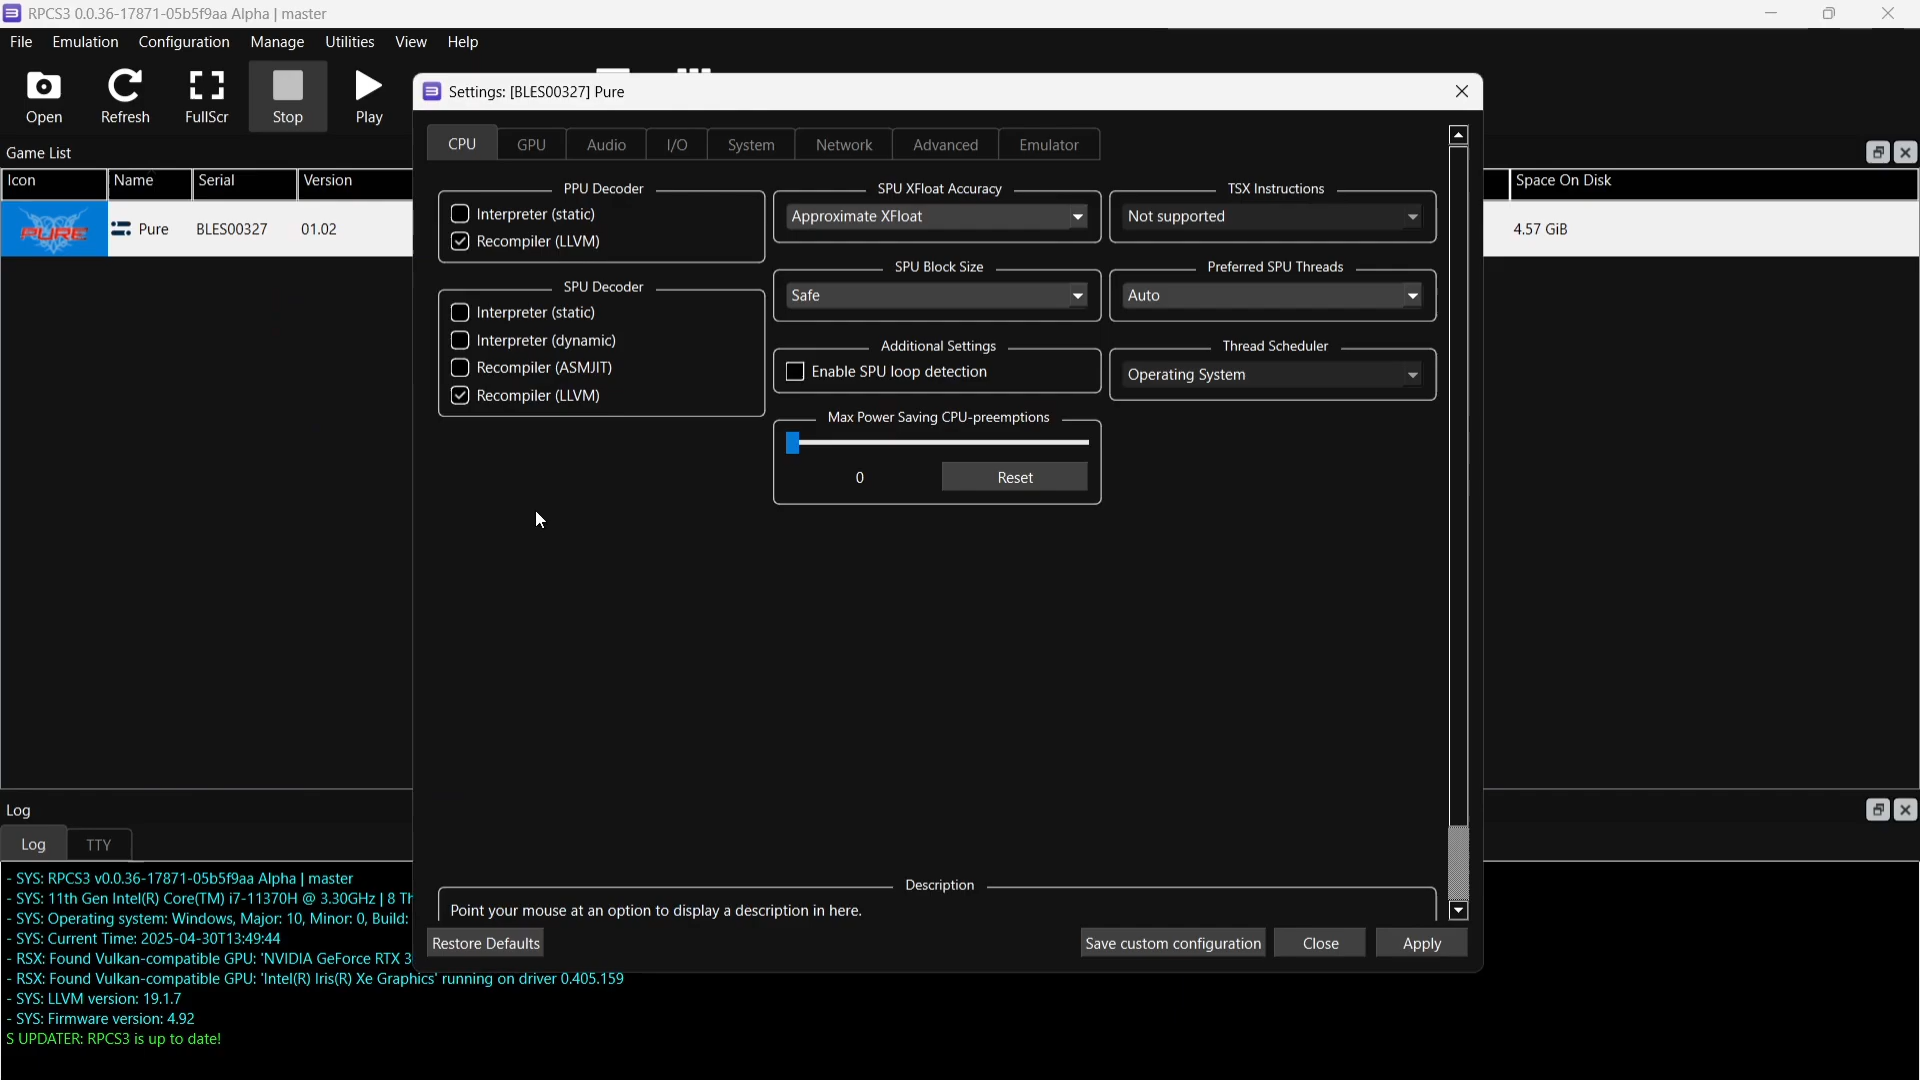 RPCS3 0.0.36-17871-05b5f9aa Alpha | master
File Emulation Configuration Manage Utilities View Help
Open Refresh FullScr Stop Play
Settings: [BLES00327] Pure
CPU GPU Audio I/O System Network Advanced Emulator
Game List
Icon Name Serial Version Space On Disk
PURE Pure BLES00327 01.02 4.57 GiB
PPU Decoder
Interpreter (static)
Recompiler (LLVM)
SPU Decoder
Interpreter (static)
Interpreter (dynamic)
Recompiler (ASMJIT)
Recompiler (LLVM)
SPU XFloat Accuracy
Approximate XFloat
SPU Block Size
Safe
Additional Settings
Enable SPU loop detection
Max Power Saving CPU-preemptions
0 Reset
TSX Instructions
Not supported
Preferred SPU Threads
Auto
Thread Scheduler
Operating System
Description
Point your mouse at an option to display a description in here.
Restore Defaults Save custom configuration Close Apply
Log
Log TTY
- SYS: RPCS3 v0.0.36-17871-05b5f9aa Alpha | master
- SYS: 11th Gen Intel(R) Core(TM) i7-11370H @ 3.30GHz | 8
- SYS: Operating system: Windows, Major: 10, Minor: 0, Build:
- SYS: Current Time: 2025-04-30T13:49:44
- RSX: Found Vulkan-compatible GPU: 'NVIDIA GeForce RTX
- RSX: Found Vulkan-compatible GPU: 'Intel(R) Iris(R) Xe Graphics' running on driver 0.405.159
- SYS: LLVM version: 19.1.7
- SYS: Firmware version: 4.92
S UPDATER: RPCS3 is up to date!